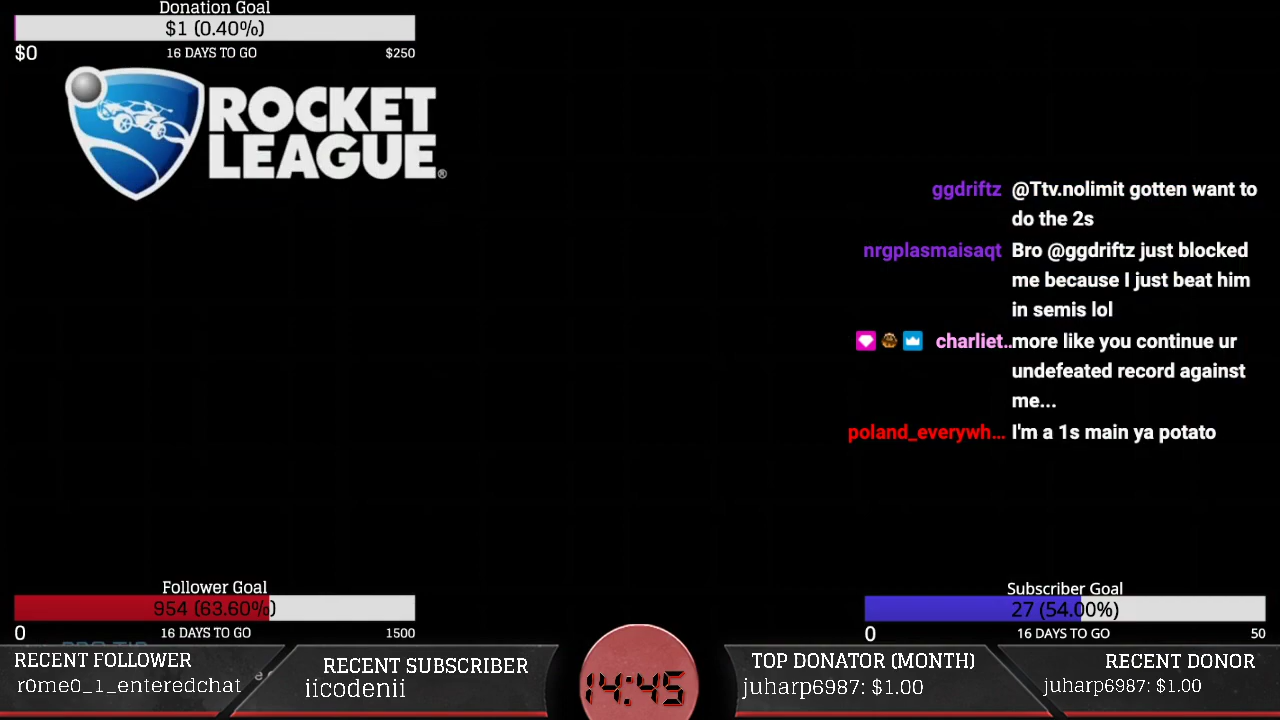 Donation Goal
$1 (0.40%)
$0 16 DAYS TO GO $250
ROCKET
LEAGUE®
ggdriftz @Ttv.nolimit gotten want to
do the 2s
nrgplasmaisaqt Bro @ggdriftz just blocked
me because I just beat him
in semis lol
charliet.. more like you continue ur
undefeated record against
me...
poland_everywh... I'm a 1s main ya potato
Follower Goal
954 (63.60%)
0 16 DAYS TO GO 1500
Subscriber Goal
27 (54.00%)
0 16 DAYS TO GO 50
RECENT FOLLOWER
r0me0_1_enteredchat
RECENT SUBSCRIBER
iicodenii
14:45
TOP DONATOR (MONTH)
juharp6987: $1.00
RECENT DONOR
juharp6987: $1.00